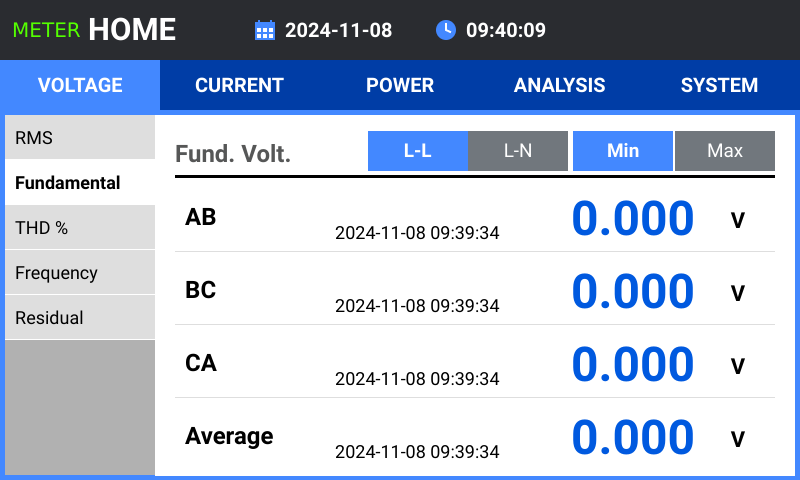 METER HOME 2024-11-08 09:40:09
VOLTAGE CURRENT POWER ANALYSIS SYSTEM
RMS
Fundamental
THD %
Frequency
Residual
Fund. Volt. L-L L-N Min Max
AB 2024-11-08 09:39:34 0.000 V
BC 2024-11-08 09:39:34 0.000 V
CA 2024-11-08 09:39:34 0.000 V
Average 2024-11-08 09:39:34 0.000 V